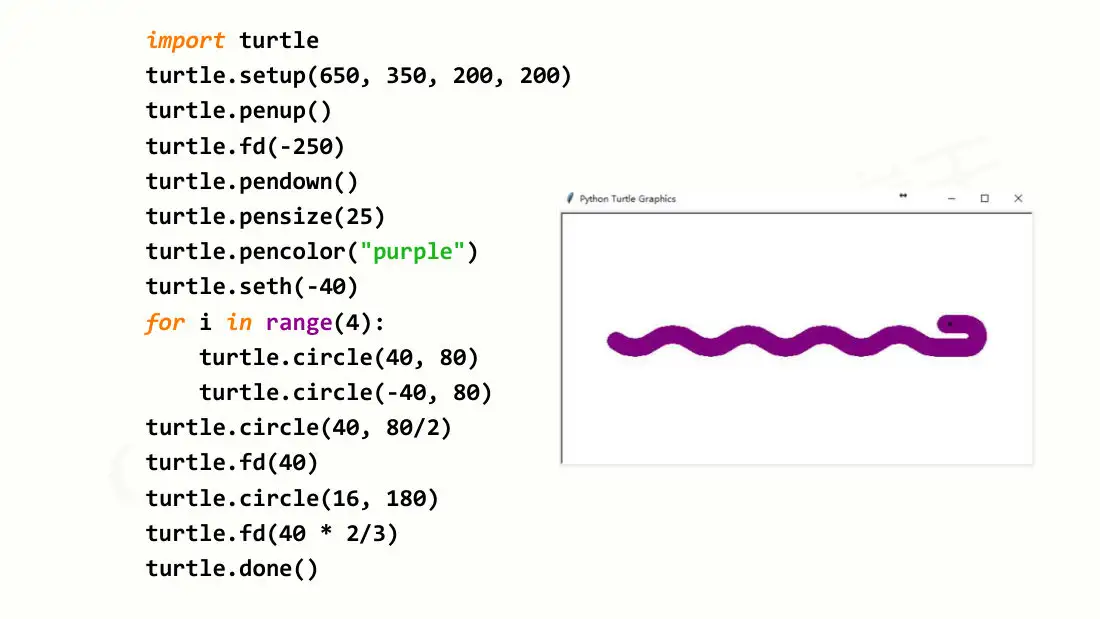 import turtle
turtle.setup(650, 350, 200, 200)
turtle.penup()
turtle.fd(-250)
turtle.pendown()
turtle.pensize(25)
turtle.pencolor("purple")
turtle.seth(-40)
for i in range(4):
    turtle.circle(40, 80)
    turtle.circle(-40, 80)
turtle.circle(40, 80/2)
turtle.fd(40)
turtle.circle(16, 180)
turtle.fd(40 * 2/3)
turtle.done()
Python Turtle Graphics